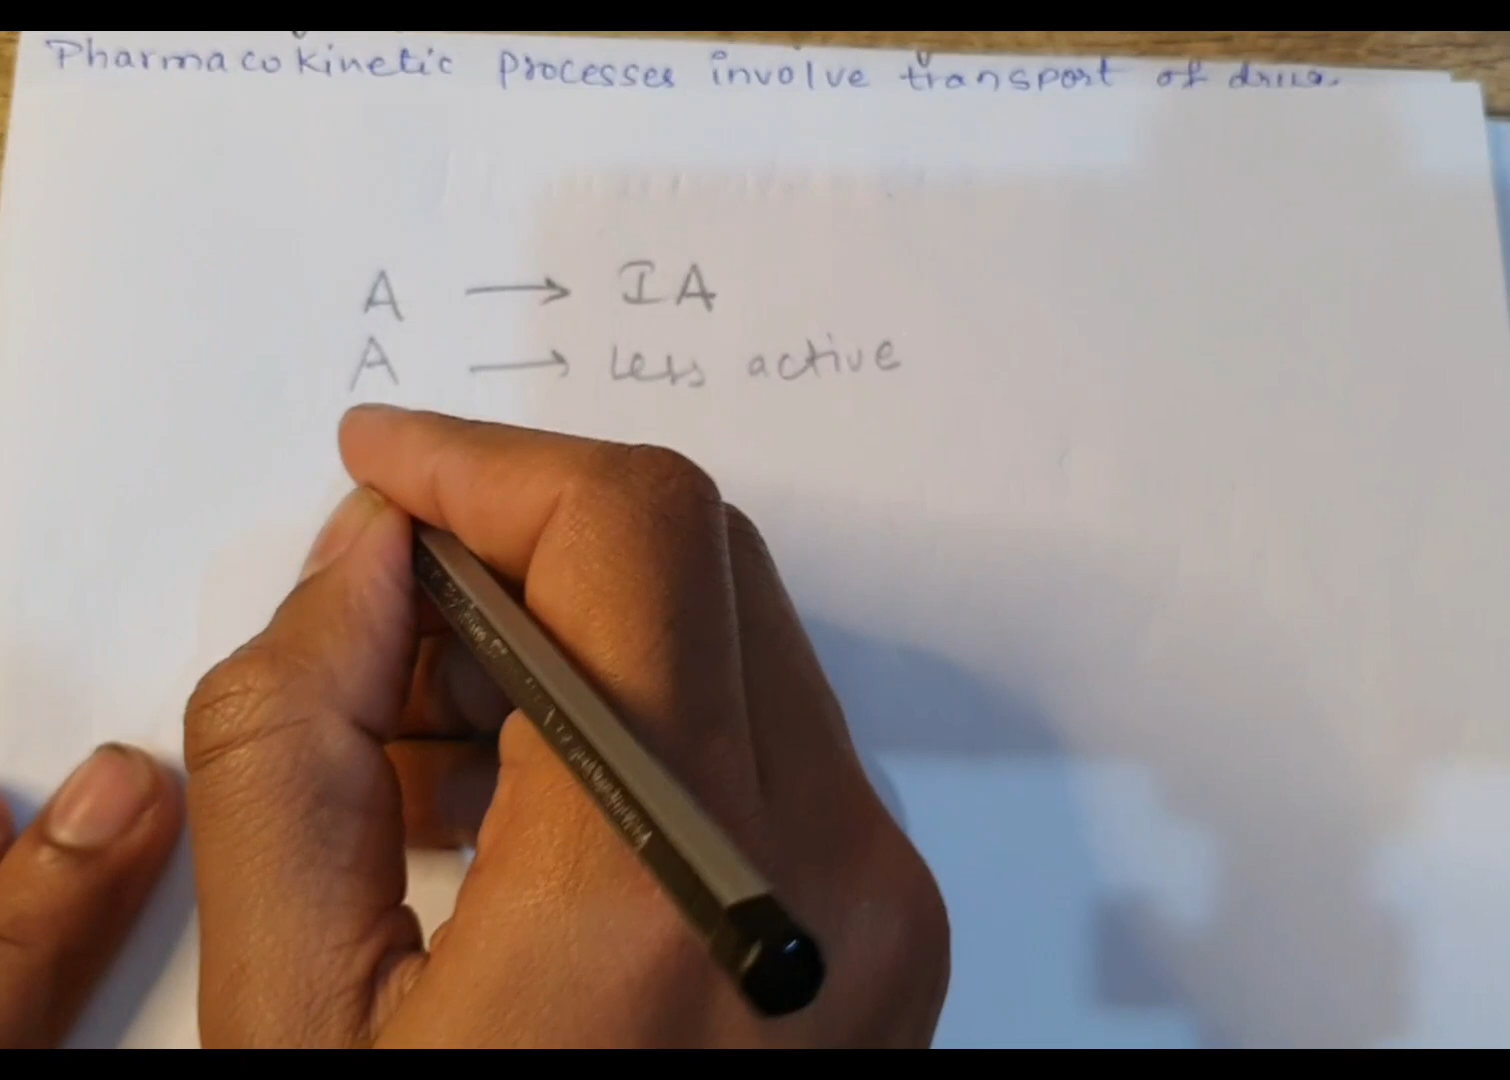 Pharmacokinetic processes involve transport of drug.
A → IA
A → Less active